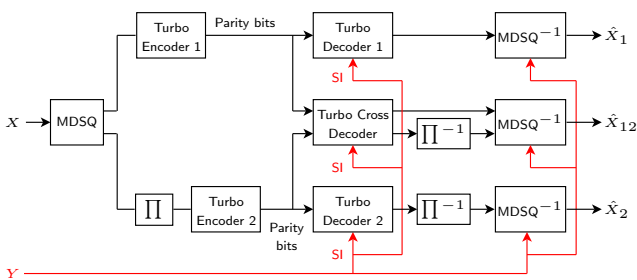 Parity bits
Turbo
Encoder 1
Turbo
Decoder 1
MDSQ⁻¹
X̂₁
SI
X
MDSQ
Turbo Cross
Decoder
∏⁻¹
MDSQ⁻¹
X̂₁₂
SI
∏
Turbo
Encoder 2
Parity
bits
Turbo
Decoder 2
∏⁻¹
MDSQ⁻¹
X̂₂
SI
Y